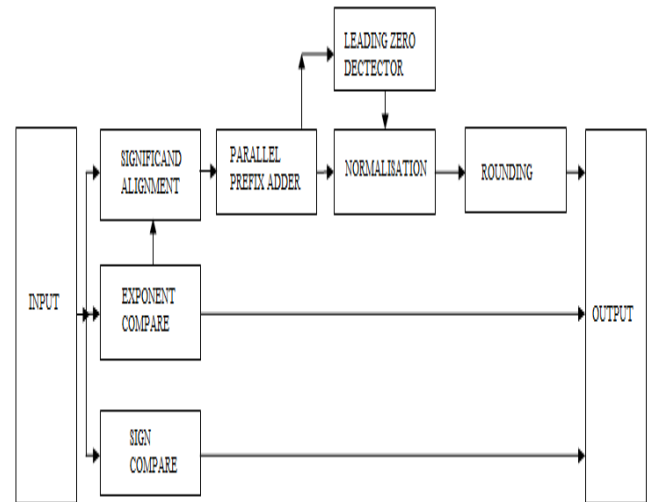 LEADING ZERO
DECTECTOR
SIGNIFICAND
ALIGNMENT
PARALLEL
PREFIX ADDER
NORMALISATION
ROUNDING
INPUT
EXPONENT
COMPARE
OUTPUT
SIGN
COMPARE